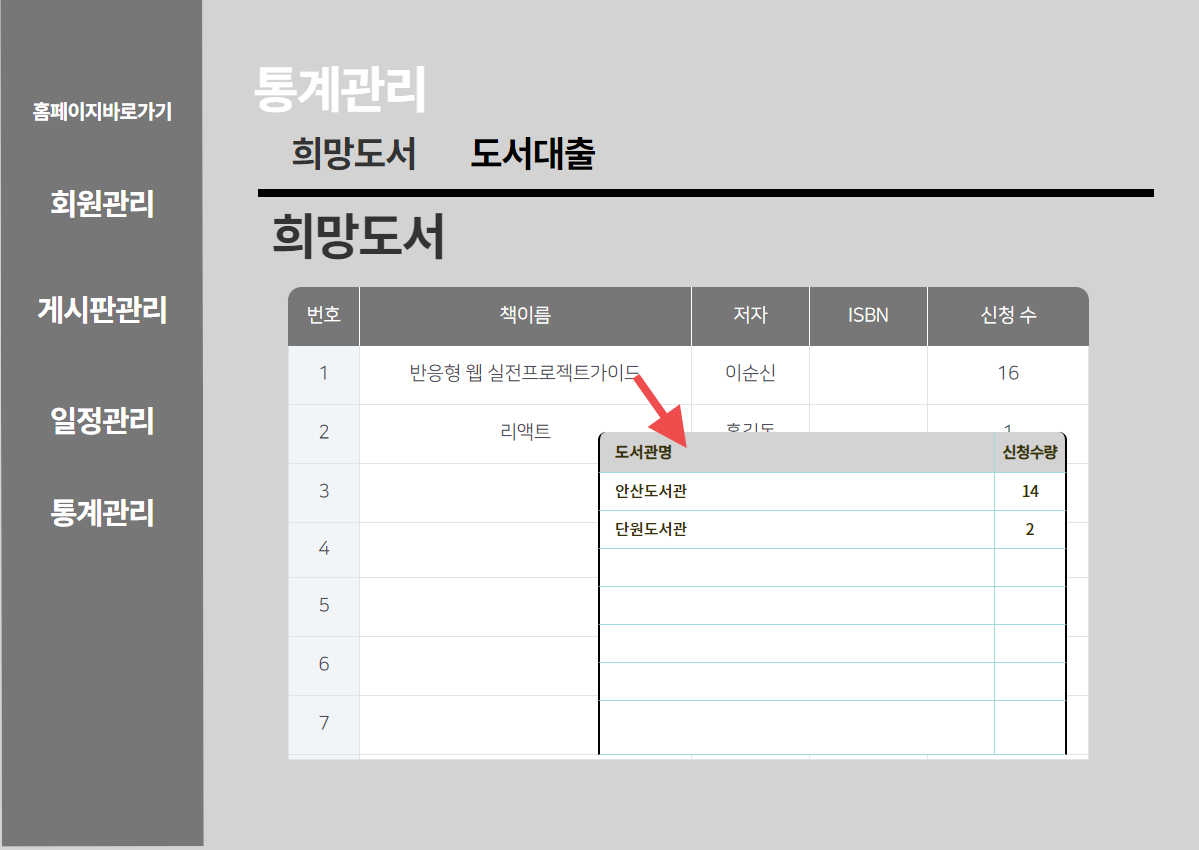 홈페이지바로가기
회원관리
게시판관리
일정관리
통계관리
통계관리
희망도서 도서대출
희망도서
번호 책이름 저자 ISBN 신청 수
1 반응형 웹 실전프로젝트가이드 이순신 16
2 리액트 홍길동 1
3
4
5
6
7
도서관명 신청수량
안산도서관 14
단원도서관 2